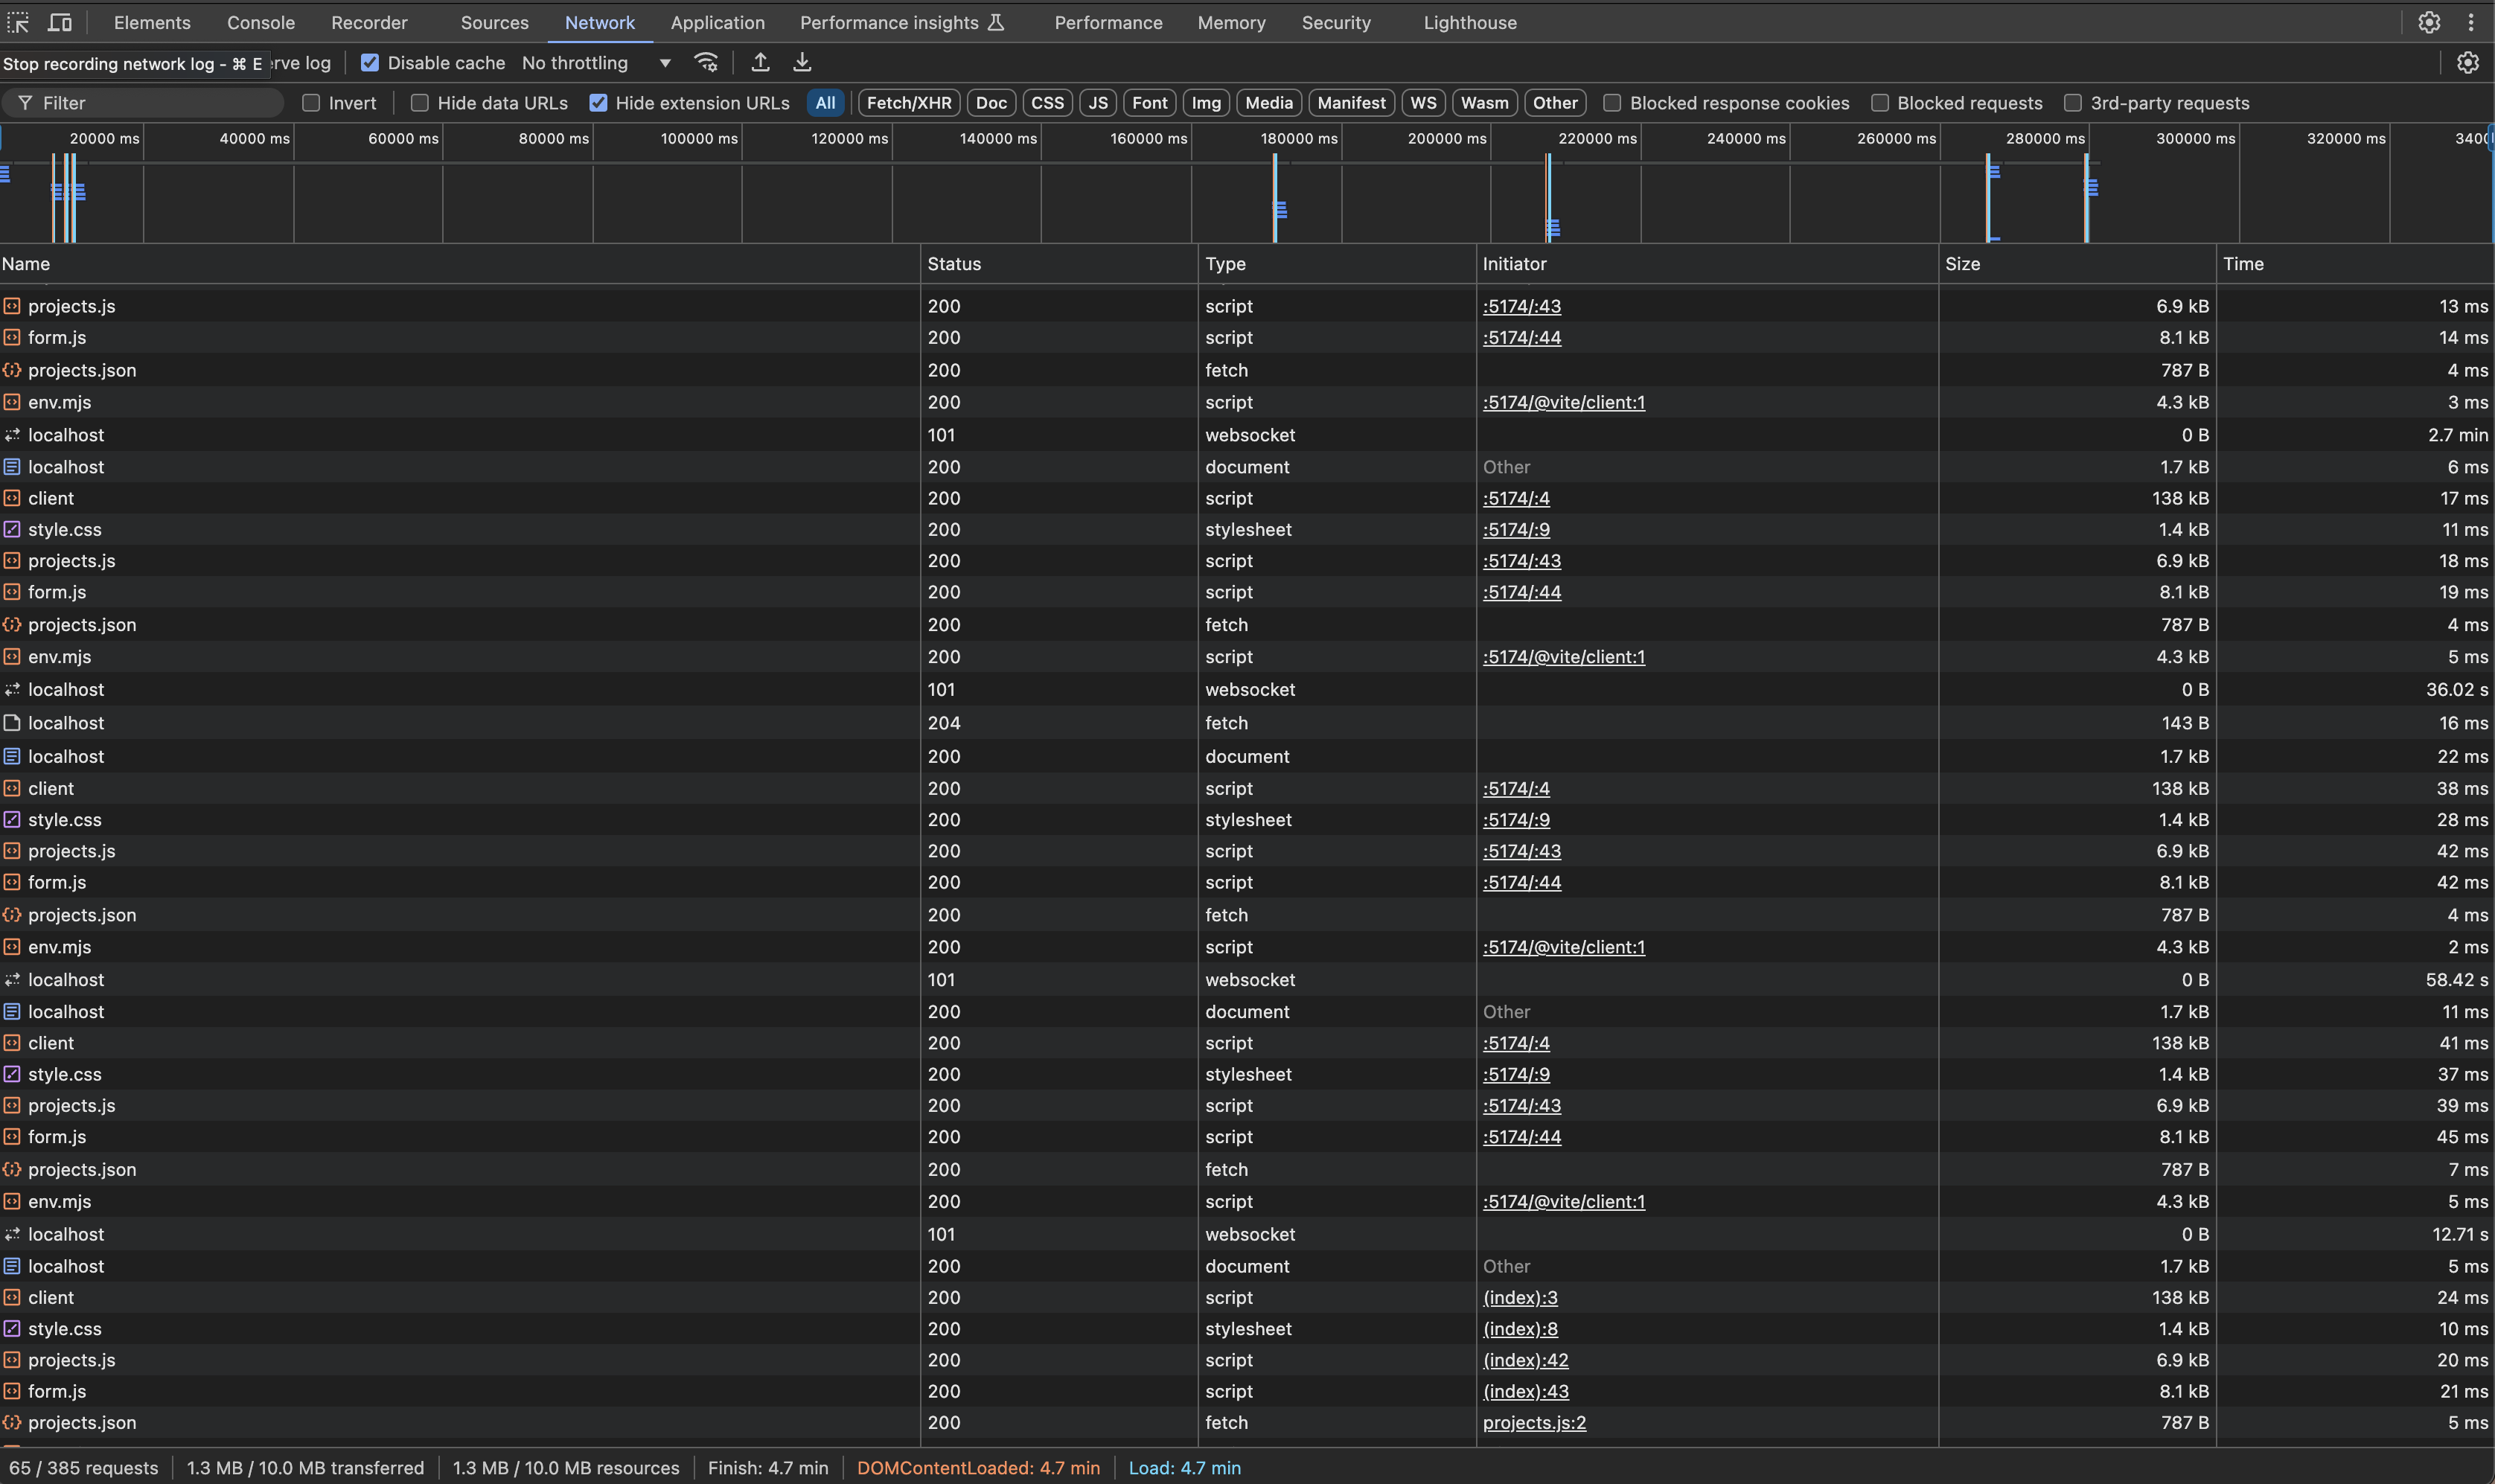 Elements Console Recorder Sources Network Application Performance insights Performance Memory Security Lighthouse
Stop recording network log - ⌘ E rve log Disable cache No throttling
Filter Invert Hide data URLs Hide extension URLs All Fetch/XHR Doc CSS JS Font Img Media Manifest WS Wasm Other Blocked response cookies Blocked requests 3rd-party requests
20000 ms 40000 ms 60000 ms 80000 ms 100000 ms 120000 ms 140000 ms 160000 ms 180000 ms 200000 ms 220000 ms 240000 ms 260000 ms 280000 ms 300000 ms 320000 ms 3400
Name Status Type Initiator Size Time
projects.js 200 script :5174/:43 6.9 kB 13 ms
form.js 200 script :5174/:44 8.1 kB 14 ms
projects.json 200 fetch 787 B 4 ms
env.mjs 200 script :5174/@vite/client:1 4.3 kB 3 ms
localhost 101 websocket 0 B 2.7 min
localhost 200 document Other 1.7 kB 6 ms
client 200 script :5174/:4 138 kB 17 ms
style.css 200 stylesheet :5174/:9 1.4 kB 11 ms
projects.js 200 script :5174/:43 6.9 kB 18 ms
form.js 200 script :5174/:44 8.1 kB 19 ms
projects.json 200 fetch 787 B 4 ms
env.mjs 200 script :5174/@vite/client:1 4.3 kB 5 ms
localhost 101 websocket 0 B 36.02 s
localhost 204 fetch 143 B 16 ms
localhost 200 document 1.7 kB 22 ms
client 200 script :5174/:4 138 kB 38 ms
style.css 200 stylesheet :5174/:9 1.4 kB 28 ms
projects.js 200 script :5174/:43 6.9 kB 42 ms
form.js 200 script :5174/:44 8.1 kB 42 ms
projects.json 200 fetch 787 B 4 ms
env.mjs 200 script :5174/@vite/client:1 4.3 kB 2 ms
localhost 101 websocket 0 B 58.42 s
localhost 200 document Other 1.7 kB 11 ms
client 200 script :5174/:4 138 kB 41 ms
style.css 200 stylesheet :5174/:9 1.4 kB 37 ms
projects.js 200 script :5174/:43 6.9 kB 39 ms
form.js 200 script :5174/:44 8.1 kB 45 ms
projects.json 200 fetch 787 B 7 ms
env.mjs 200 script :5174/@vite/client:1 4.3 kB 5 ms
localhost 101 websocket 0 B 12.71 s
localhost 200 document Other 1.7 kB 5 ms
client 200 script (index):3 138 kB 24 ms
style.css 200 stylesheet (index):8 1.4 kB 10 ms
projects.js 200 script (index):42 6.9 kB 20 ms
form.js 200 script (index):43 8.1 kB 21 ms
projects.json 200 fetch projects.js:2 787 B 5 ms
65 / 385 requests 1.3 MB / 10.0 MB transferred 1.3 MB / 10.0 MB resources Finish: 4.7 min DOMContentLoaded: 4.7 min Load: 4.7 min